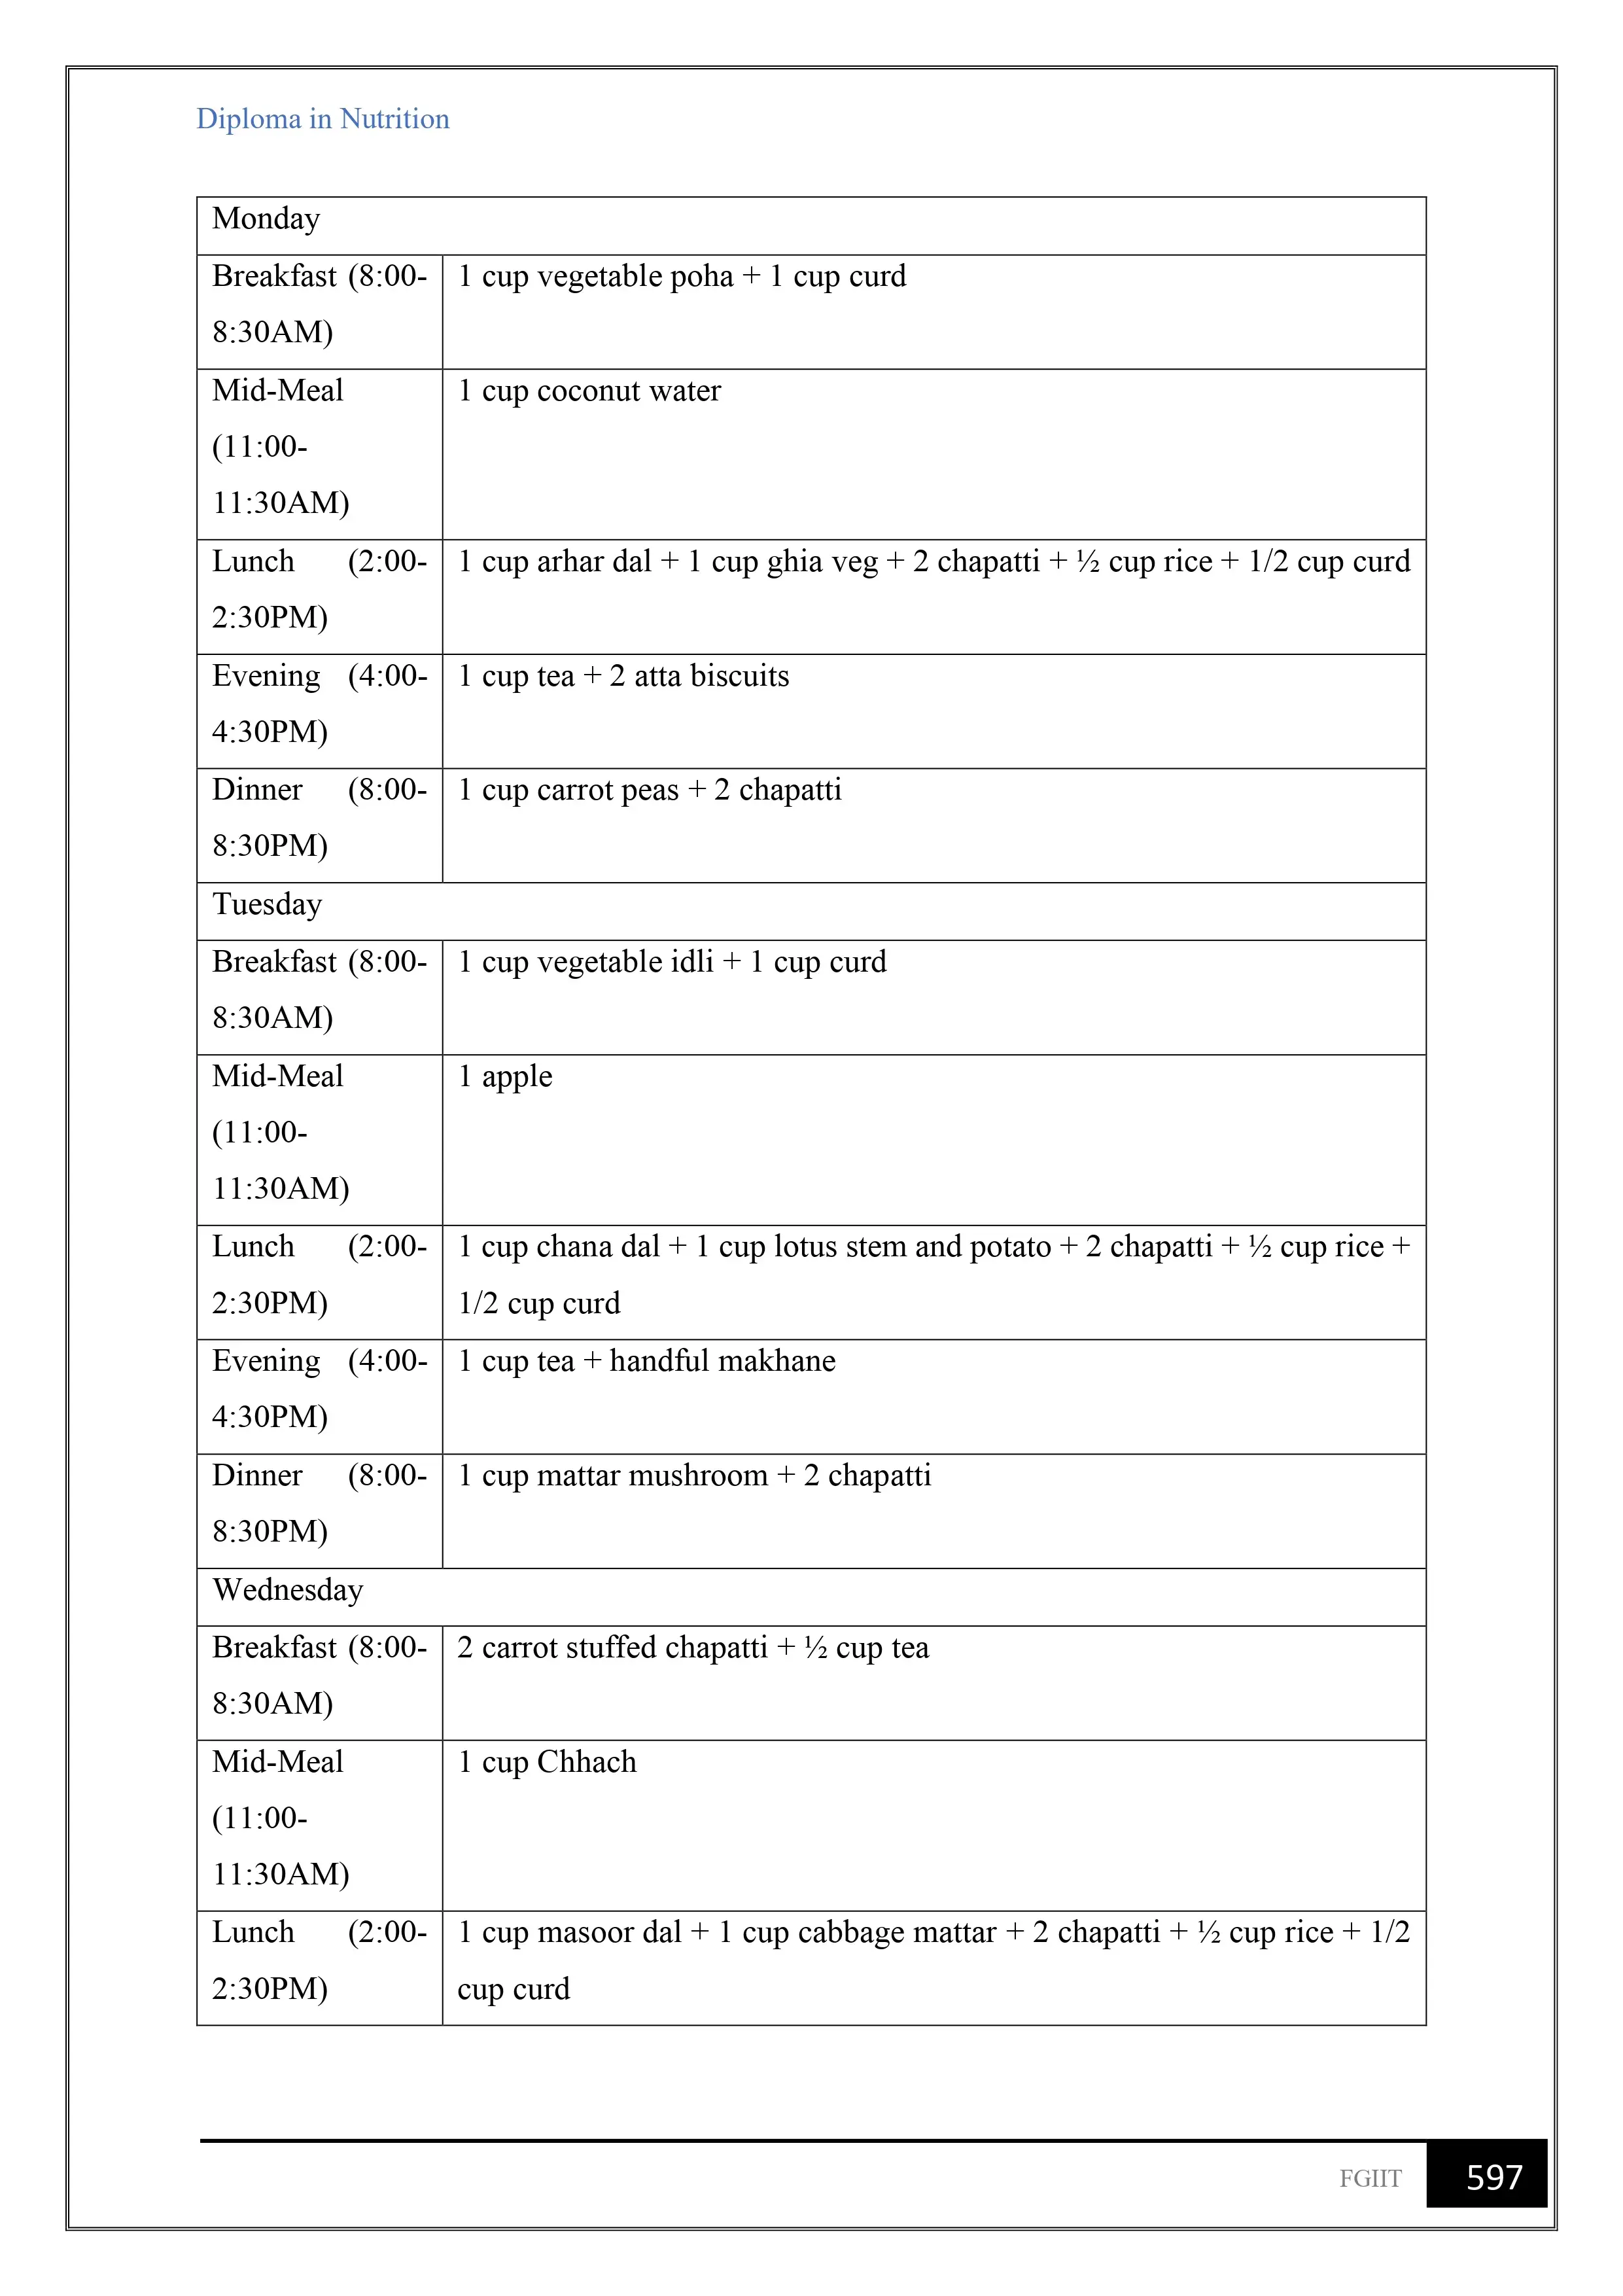 Diploma in Nutrition
Monday
Breakfast (8:00-
8:30AM)
1 cup vegetable poha + 1 cup curd
Mid-Meal
(11:00-
11:30AM)
1 cup coconut water
Lunch (2:00-
2:30PM)
1 cup arhar dal + 1 cup ghia veg + 2 chapatti + ½ cup rice + 1/2 cup curd
Evening (4:00-
4:30PM)
1 cup tea + 2 atta biscuits
Dinner (8:00-
8:30PM)
1 cup carrot peas + 2 chapatti
Tuesday
Breakfast (8:00-
8:30AM)
1 cup vegetable idli + 1 cup curd
Mid-Meal
(11:00-
11:30AM)
1 apple
Lunch (2:00-
2:30PM)
1 cup chana dal + 1 cup lotus stem and potato + 2 chapatti + ½ cup rice +
1/2 cup curd
Evening (4:00-
4:30PM)
1 cup tea + handful makhane
Dinner (8:00-
8:30PM)
1 cup mattar mushroom + 2 chapatti
Wednesday
Breakfast (8:00-
8:30AM)
2 carrot stuffed chapatti + ½ cup tea
Mid-Meal
(11:00-
11:30AM)
1 cup Chhach
Lunch (2:00-
2:30PM)
1 cup masoor dal + 1 cup cabbage mattar + 2 chapatti + ½ cup rice + 1/2
cup curd
FGIIT 597